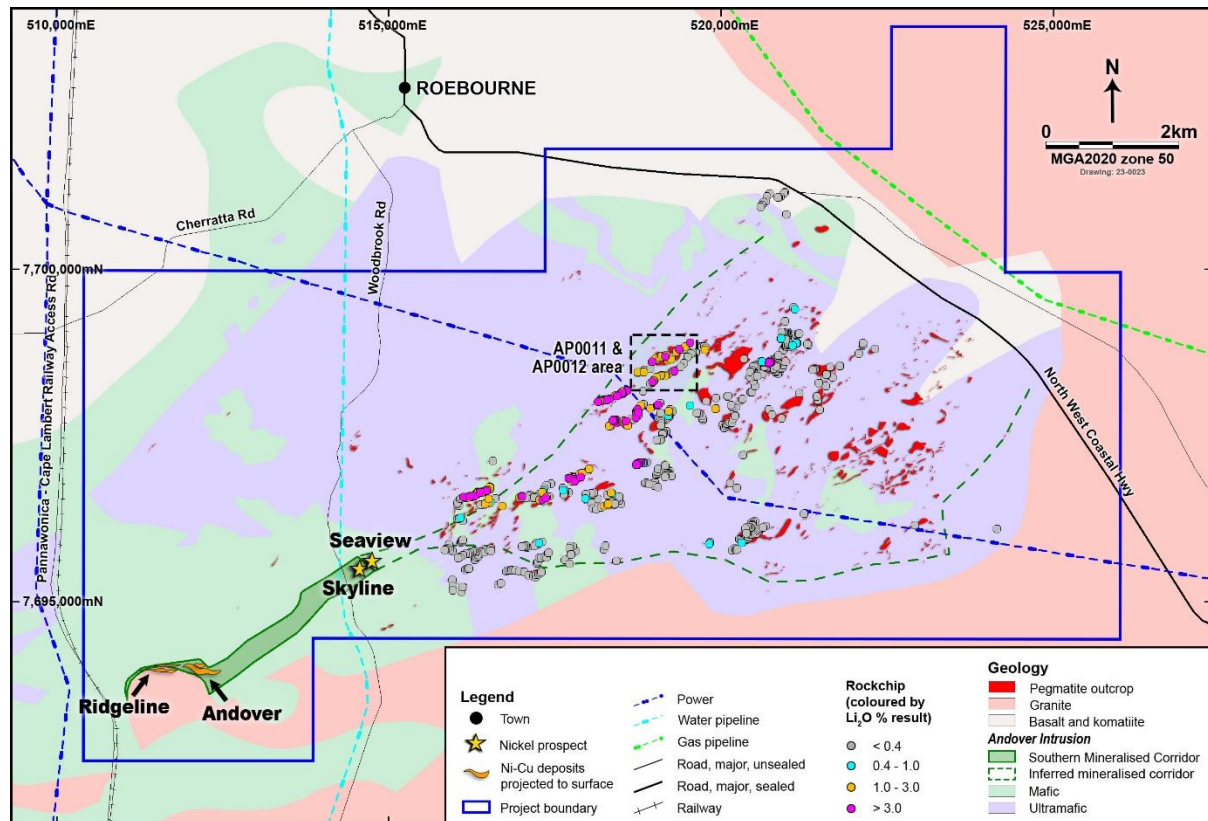 510,000mE
515,000mE
520,000mE
525,000mE
ROEBOURNE
N
0 2km
MGA2020 zone 50
Drawing: 23-0023
Cherratta Rd
Woodbrook Rd
7,700,000mN
Pannawonica - Cape Lambert Railway Access Rd
AP0011 &
AP0012 area
North West Coastal Hwy
Seaview
Skyline
7,695,000mN
Ridgeline
Andover
Legend
Town
Nickel prospect
Ni-Cu deposits
projected to surface
Project boundary
Power
Water pipeline
Gas pipeline
Road, major, unsealed
Road, major, sealed
Railway
Rockchip
(coloured by
Li₂O % result)
< 0.4
0.4 - 1.0
1.0 - 3.0
> 3.0
Geology
Pegmatite outcrop
Granite
Basalt and komatiite
Andover Intrusion
Southern Mineralised Corridor
Inferred mineralised corridor
Mafic
Ultramafic